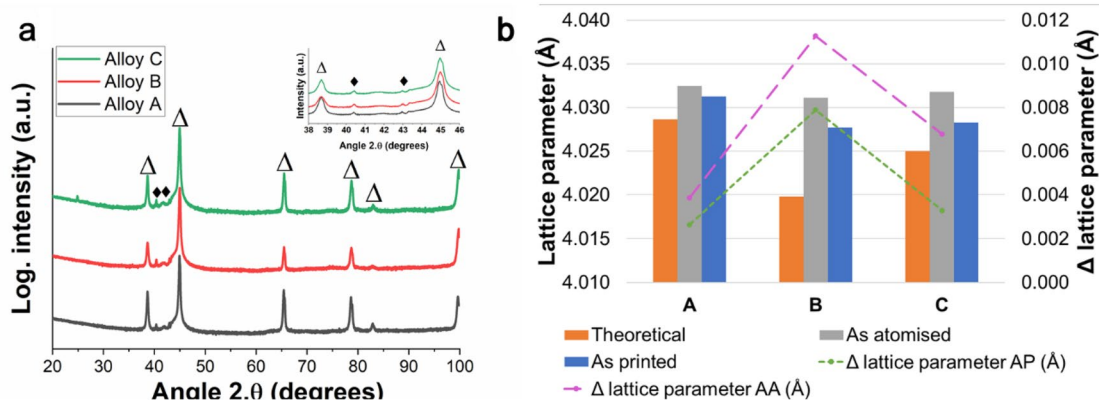 a
Log. intensity (a.u.)
Alloy C
Alloy B
Alloy A
Δ
Δ
Δ
Δ
Δ
Δ
20 30 40 50 60 70 80 90 100
Angle 2.θ (degrees)
Intensity (a.u.)
Δ
Δ
38 39 40 41 42 43 44 45 46
Angle 2.θ (degrees)
b
Lattice parameter (Å)
4.040
4.035
4.030
4.025
4.020
4.015
4.010
0.012
0.010
0.008
0.006
0.004
0.002
0.000
Δ lattice parameter (Å)
A B C
Theoretical
As atomised
As printed
Δ lattice parameter AP (Å)
Δ lattice parameter AA (Å)